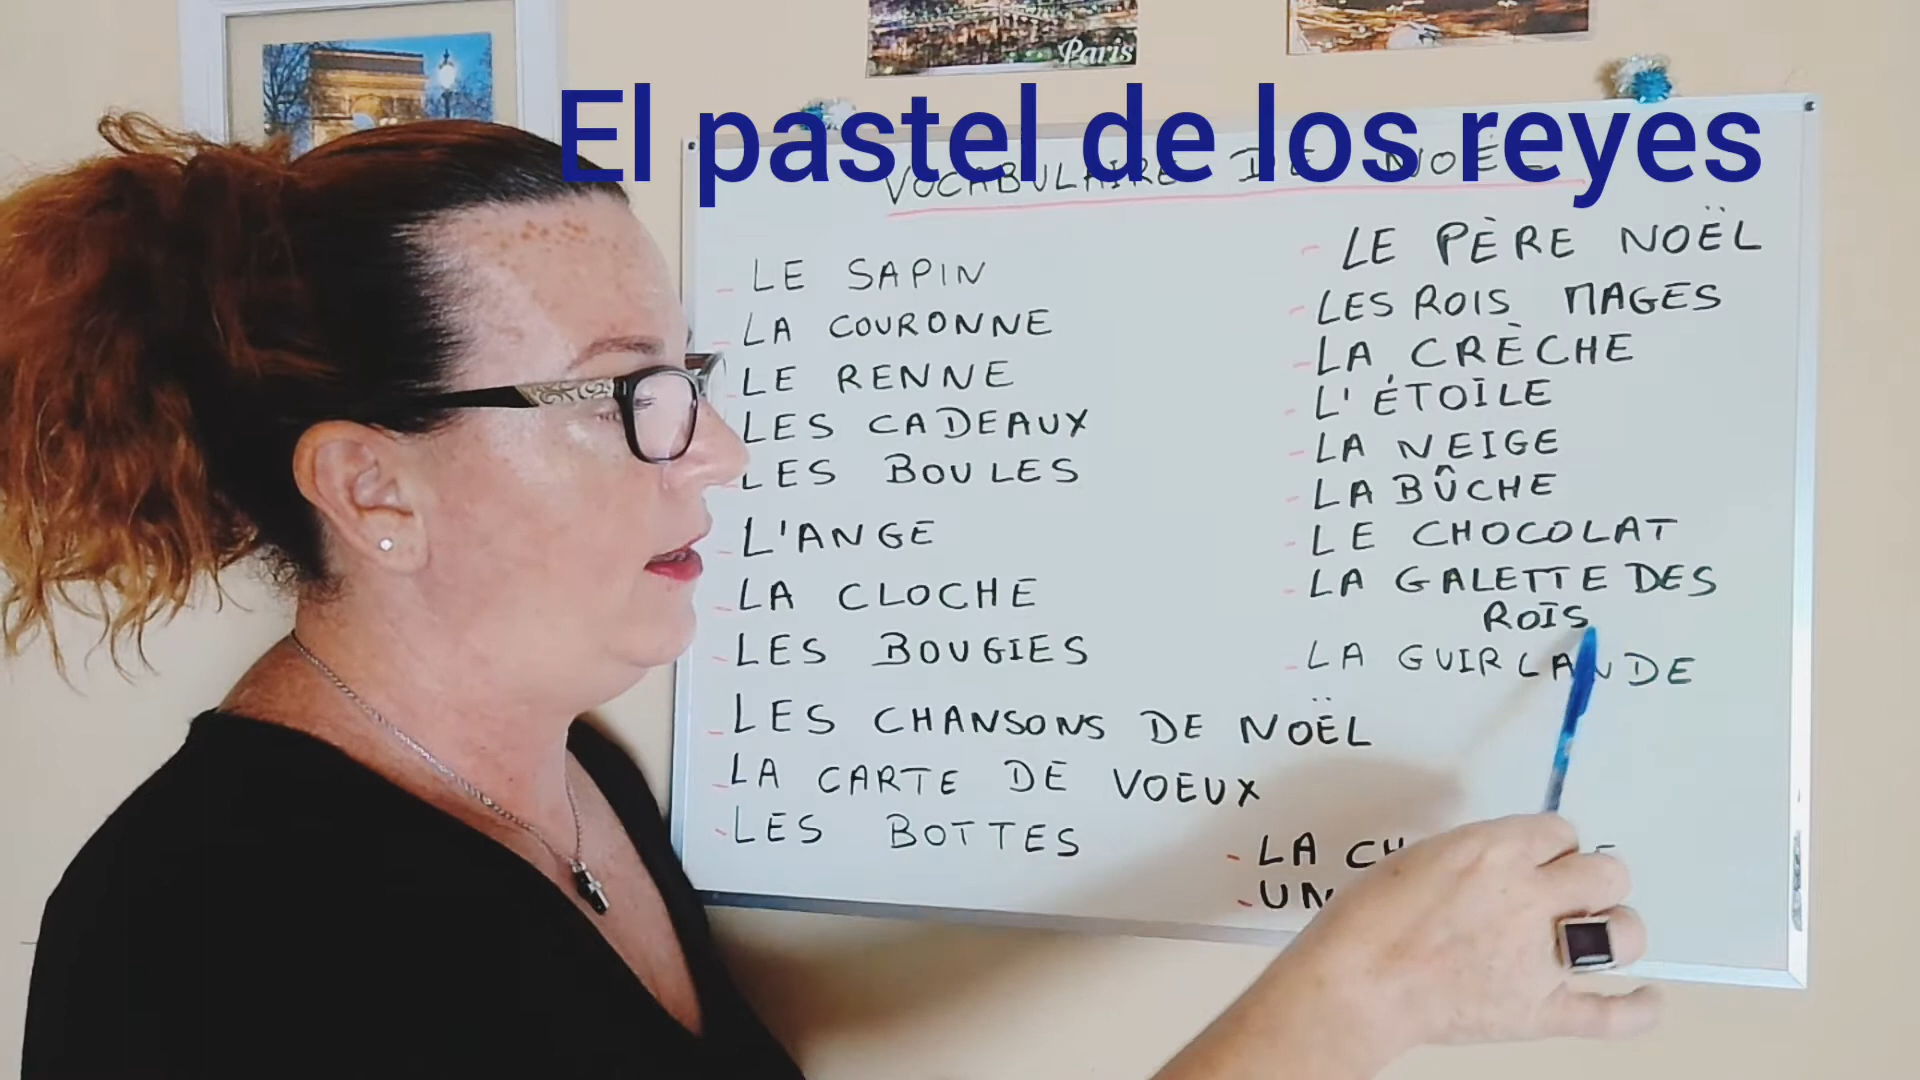 Paris
El pastel de los reyes
VOCABULAIRE DE NOËL
LE SAPIN
LA COURONNE
LE RENNE
LES CADEAUX
LES BOULES
L'ANGE
LA CLOCHE
LES BOUGIES
LES CHANSONS DE NOËL
LA CARTE DE VOEUX
LES BOTTES
LE PÈRE NOËL
LES ROIS MAGES
LA CRÈCHE
L'ÉTOILE
LA NEIGE
LA BÛCHE
LE CHOCOLAT
LA GALETTE DES
ROIS
LA GUIRLANDE
LA